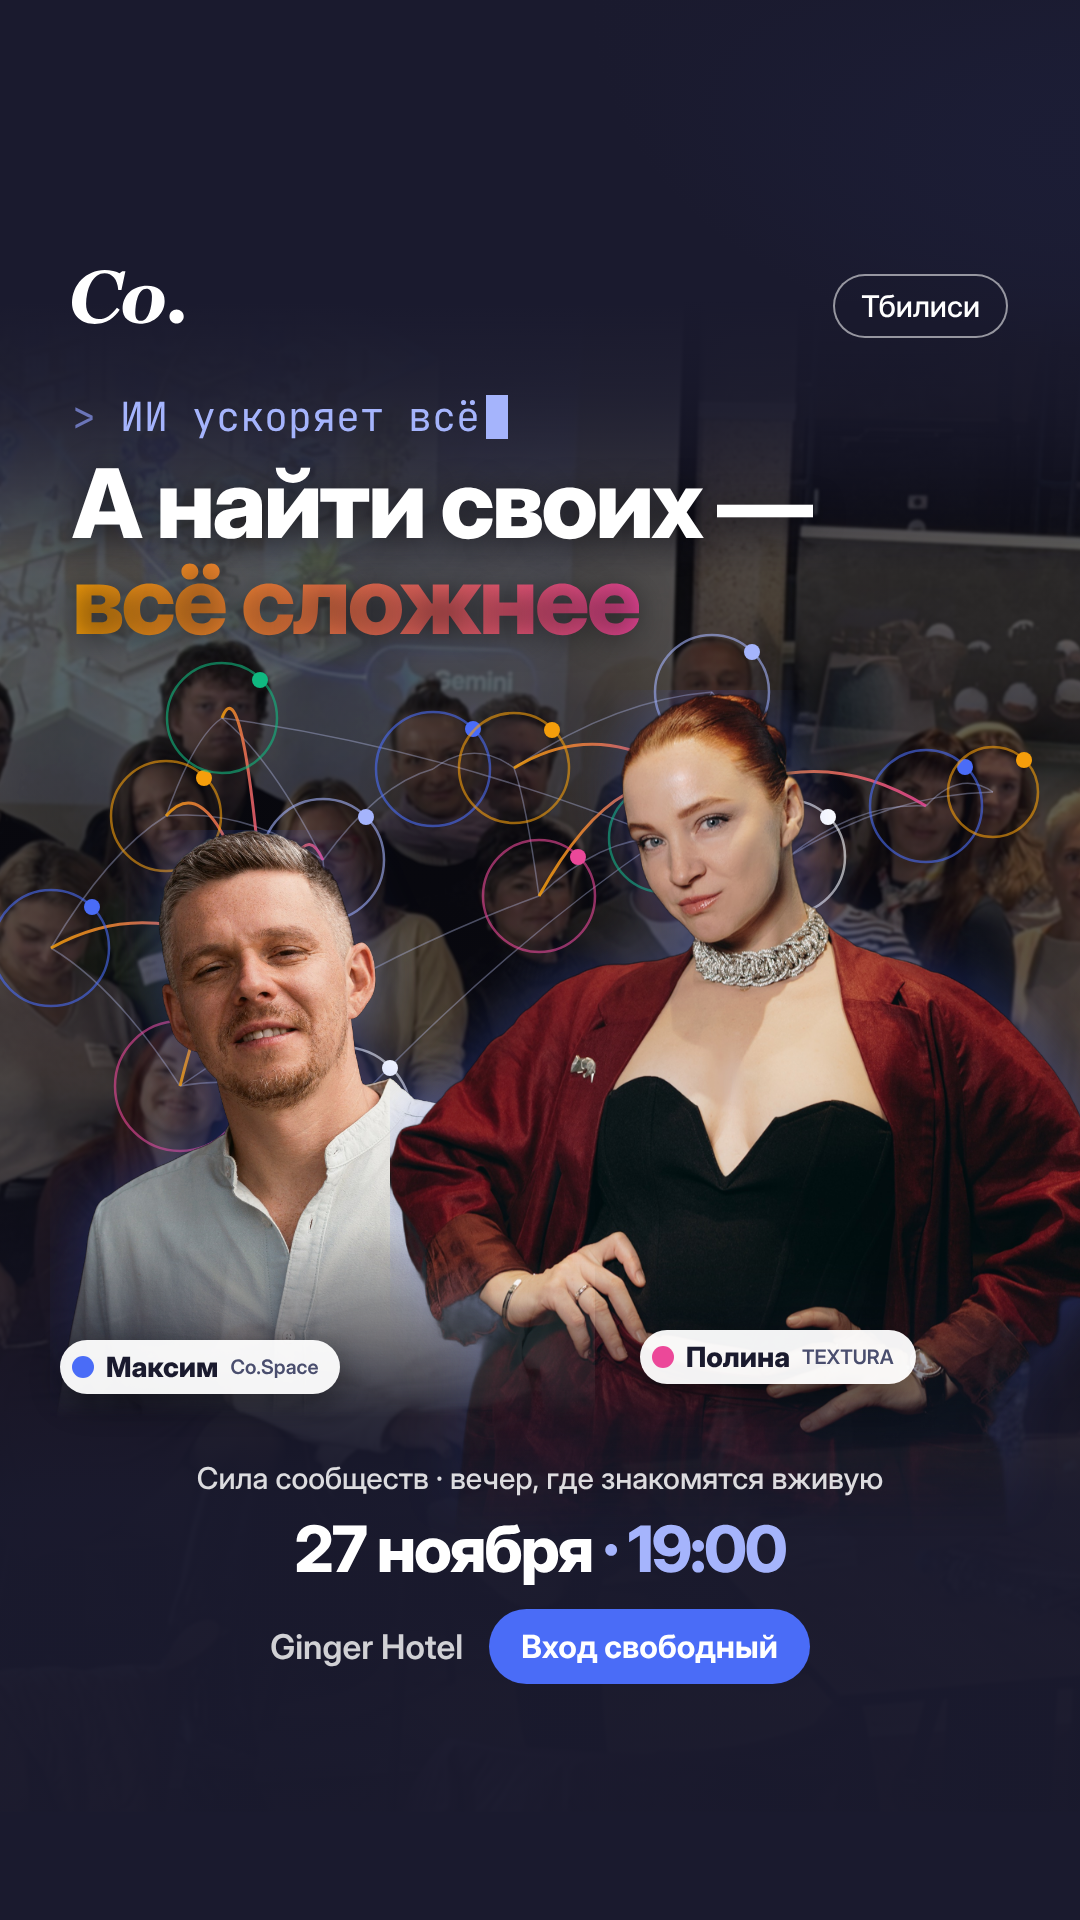 Co.
Тбилиси
> ИИ ускоряет всё
А найти своих —
всё сложнее
Gemini
Максим Co.Space
Полина TEXTURA
Сила сообществ · вечер, где знакомятся вживую
27 ноября · 19:00
Ginger Hotel
Вход свободный